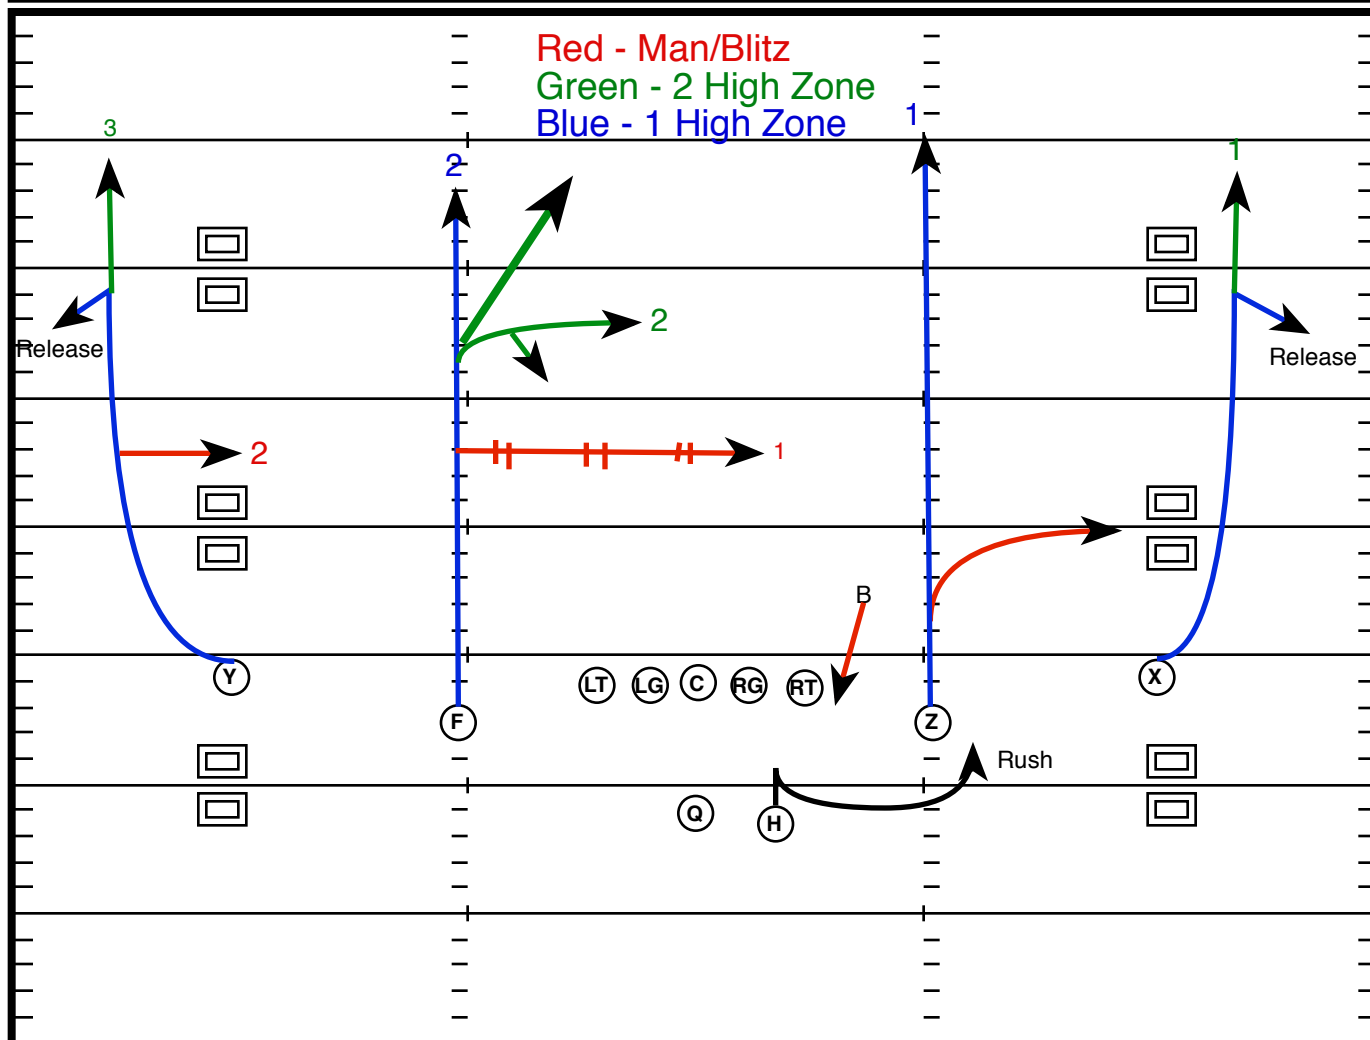 Red - Man/Blitz
Green - 2 High Zone
Blue - 1 High Zone
1
3
2
1
2
Release
Release
2
1
B
Y
LT
LG
C
RG
RT
X
F
Z
Rush
Q
H